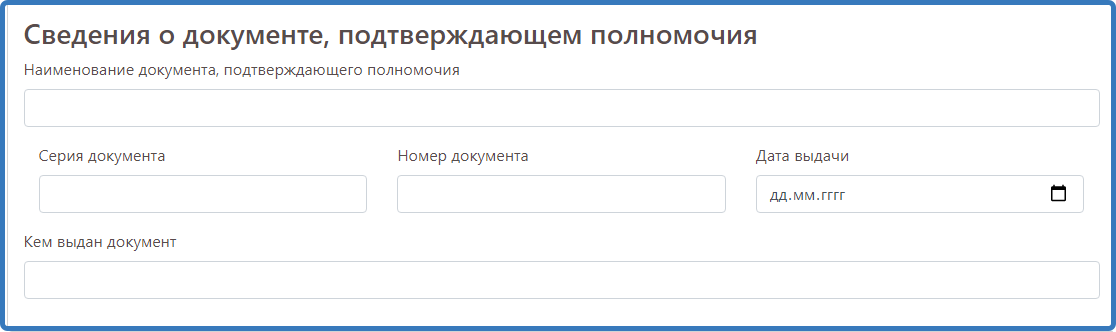 Сведения о документе, подтверждающем полномочия
Наименование документа, подтверждающего полномочия
Серия документа Номер документа Дата выдачи
дд.мм.гггг
Кем выдан документ